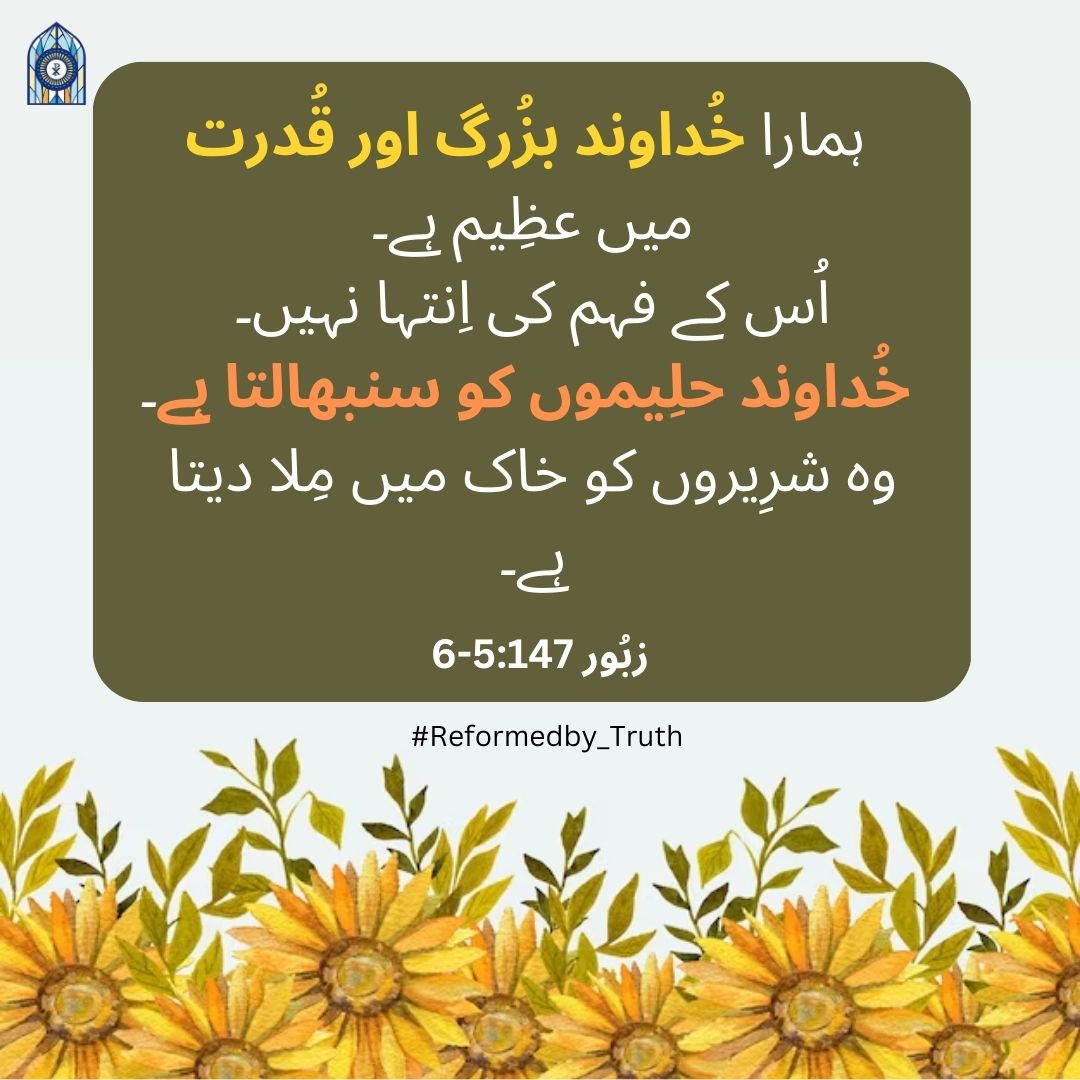 ہمارا خُداوند بزُرگ اور قُدرت
میں عظِیم ہے۔
اُس کے فہم کی اِنتہا نہیں۔
خُداوند حلِیموں کو سنبھالتا ہے۔
وہ شرِیروں کو خاک میں مِلا دیتا
ہے۔
زبُور 147:5-6
#Reformedby_Truth